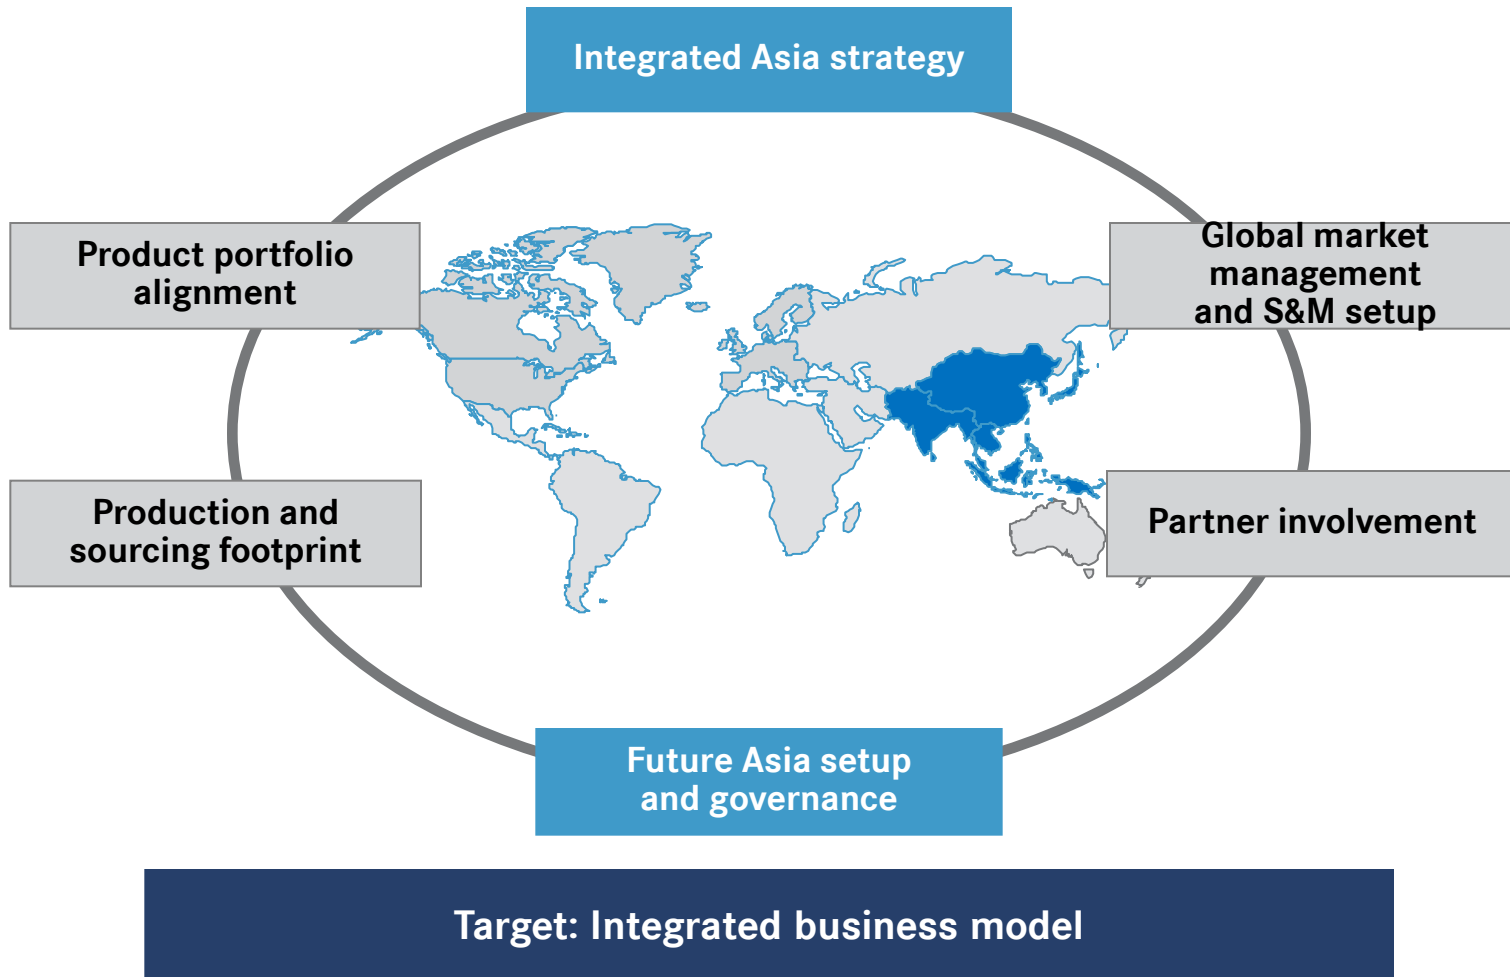 Integrated Asia strategy
Product portfolio
alignment
Global market
management
and S&M setup
Production and
sourcing footprint
Partner involvement
Future Asia setup
and governance
Target: Integrated business model